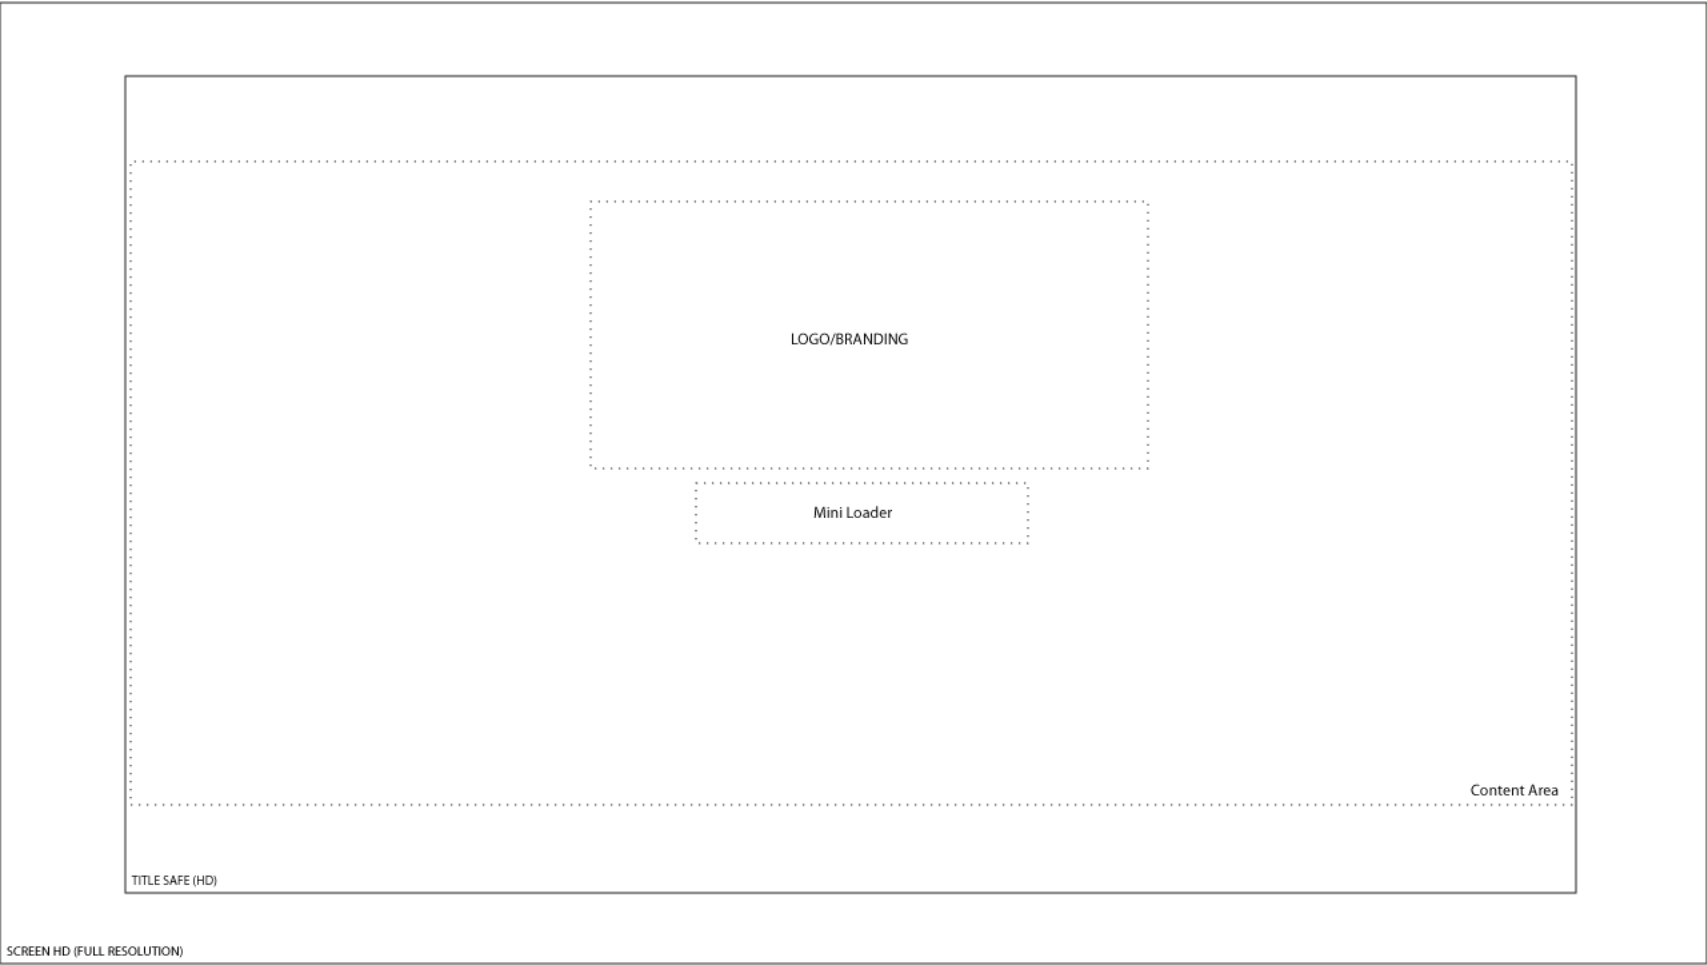 LOGO/BRANDING
Mini Loader
Content Area
TITLE SAFE (HD)
SCREEN HD (FULL RESOLUTION)